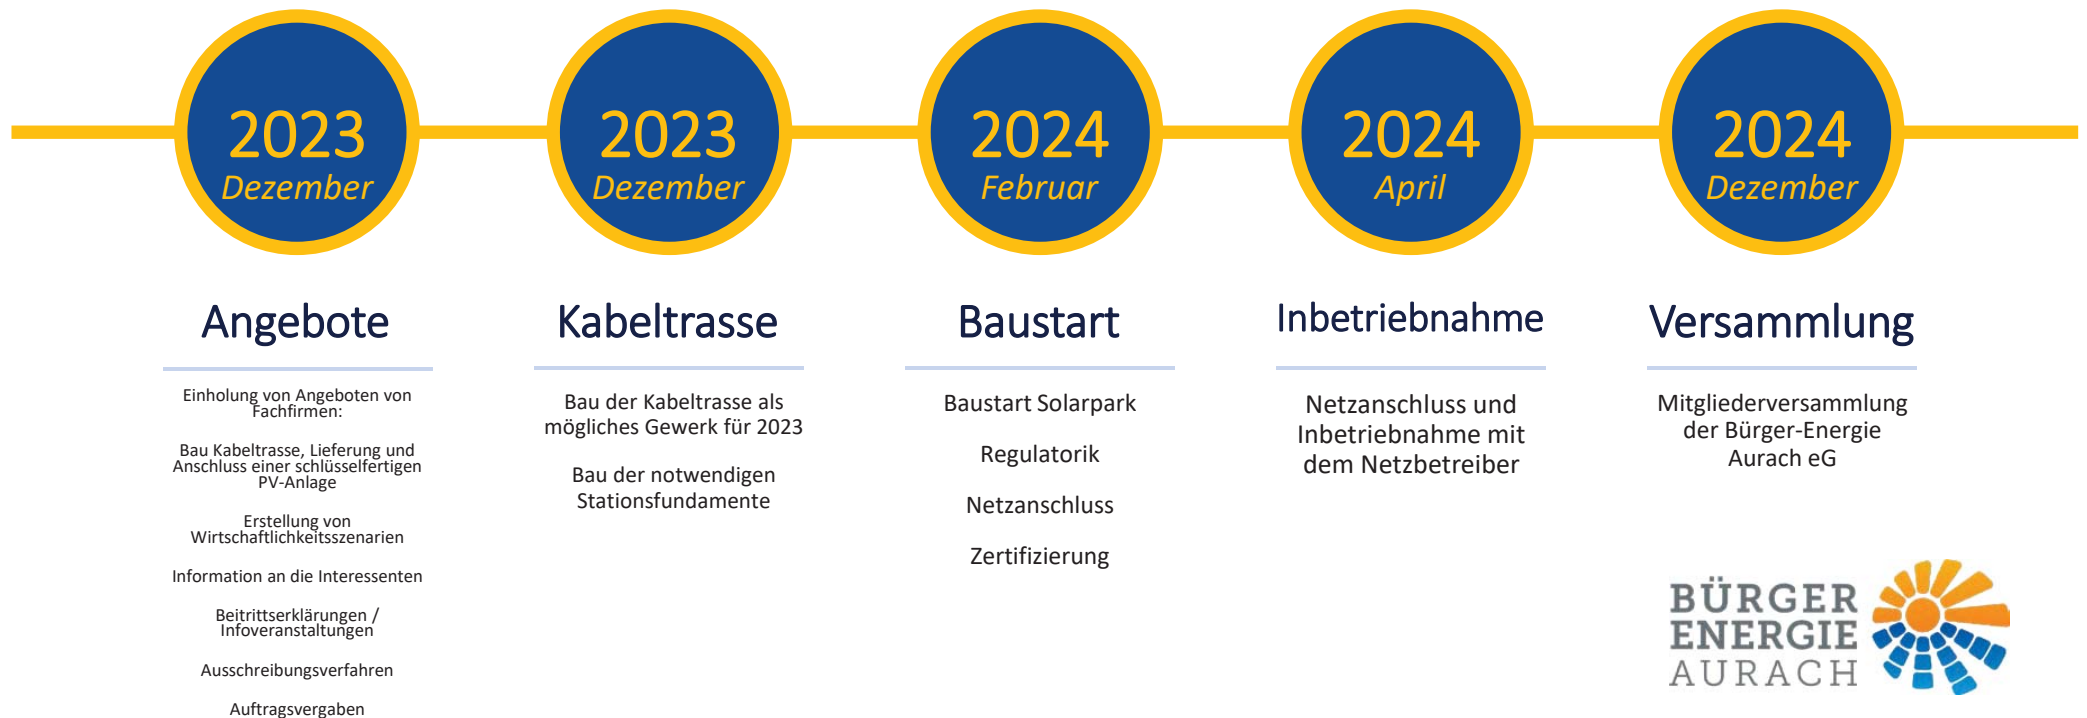 2023
Dezember
Angebote
Einholung von Angeboten von
Fachfirmen:
Bau Kabeltrasse, Lieferung und
Anschluss einer schlüsselfertigen
PV-Anlage
Erstellung von
Wirtschaftlichkeitsszenarien
Information an die Interessenten
Beitrittserklärungen /
Infoveranstaltungen
Ausschreibungsverfahren
Auftragsvergaben
2023
Dezember
Kabeltrasse
Bau der Kabeltrasse als
mögliches Gewerk für 2023
Bau der notwendigen
Stationsfundamente
2024
Februar
Baustart
Baustart Solarpark
Regulatorik
Netzanschluss
Zertifizierung
2024
April
Inbetriebnahme
Netzanschluss und
Inbetriebnahme mit
dem Netzbetreiber
2024
Dezember
Versammlung
Mitgliederversammlung
der Bürger-Energie
Aurach eG
BÜRGER
ENERGIE
AURACH